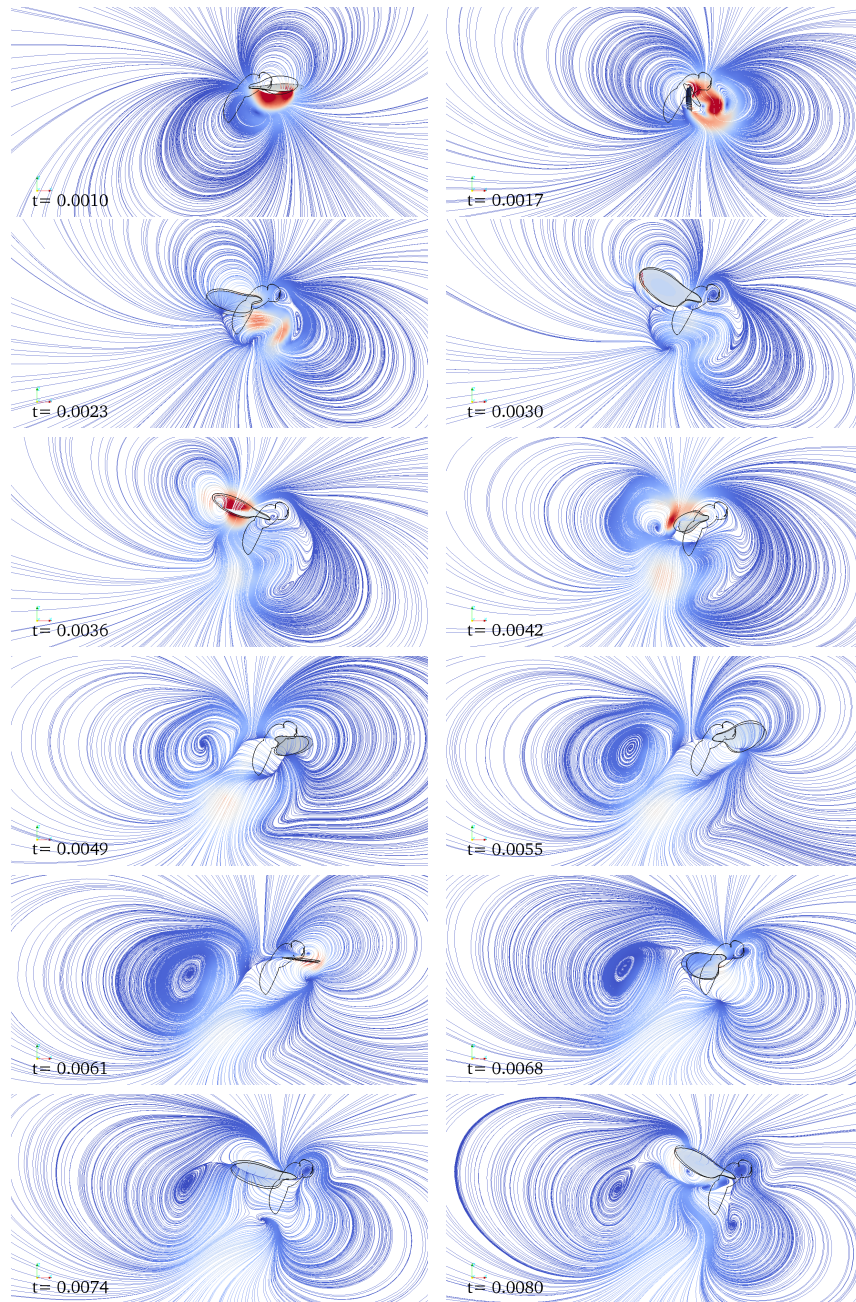 t= 0.0010
t= 0.0017
t= 0.0023
t= 0.0030
t= 0.0036
t= 0.0042
t= 0.0049
t= 0.0055
t= 0.0061
t= 0.0068
t= 0.0074
t= 0.0080